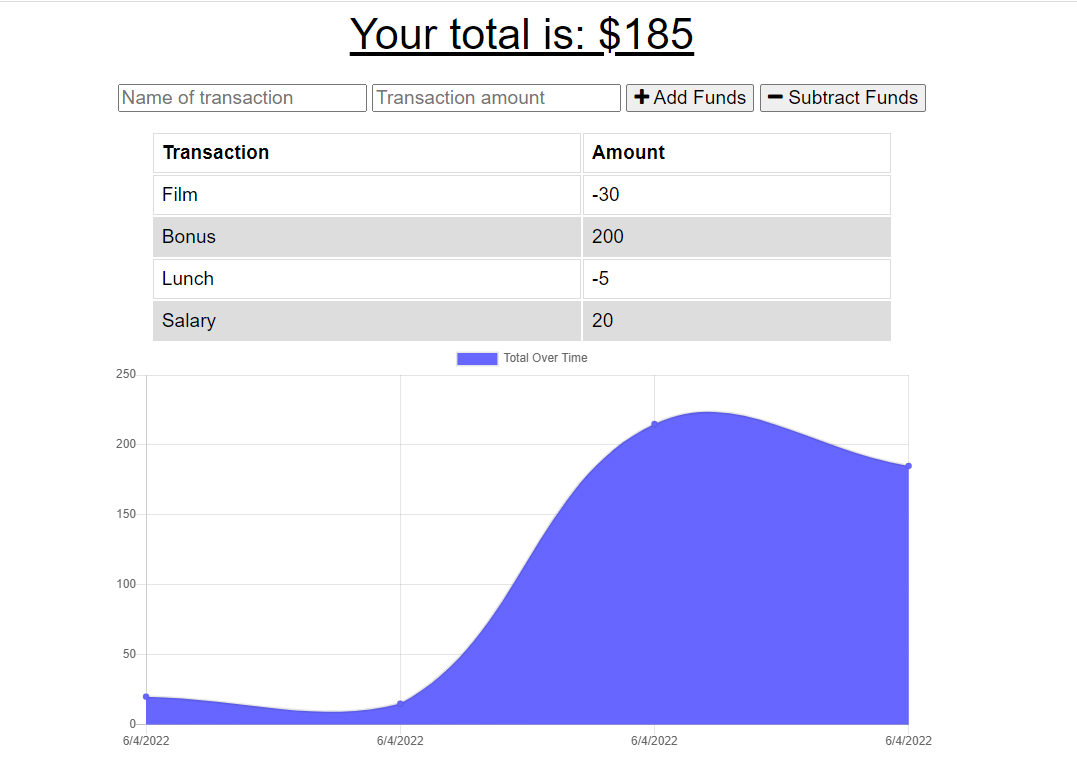 Your total is: $185
Name of transaction Transaction amount + Add Funds − Subtract Funds
Transaction Amount
Film -30
Bonus 200
Lunch -5
Salary 20
Total Over Time
250
200
150
100
50
0
6/4/2022 6/4/2022 6/4/2022 6/4/2022